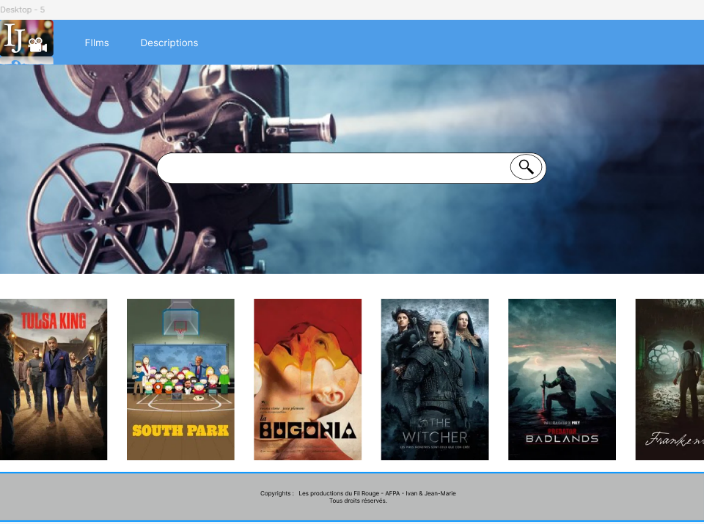 Desktop - 5
IJ
Films
Descriptions
TULSA KING
SOUTH PARK
BUGONIA
THE
WITCHER
PREDATOR
BADLANDS
Franken
Copyrights : Les productions du Fil Rouge - AFPA - Ivan & Jean-Marie
Tous droits réservés.